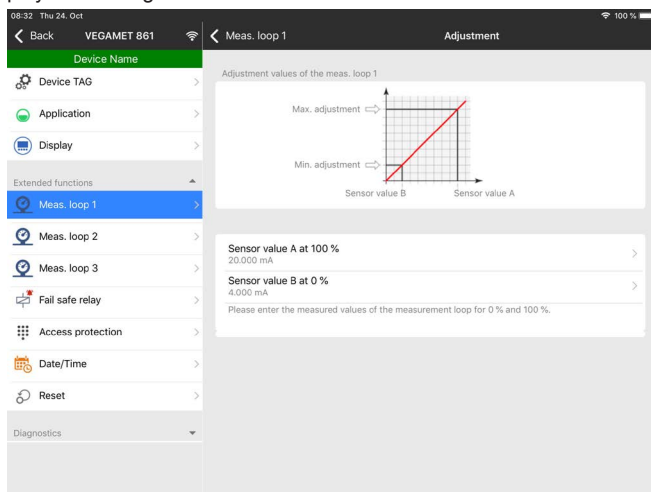 08:32 Thu 24. Oct
100 %
Back
VEGAMET 861
Meas. loop 1
Adjustment
Device Name
Device TAG
Application
Display
Extended functions
Meas. loop 1
Meas. loop 2
Meas. loop 3
Fail safe relay
Access protection
Date/Time
Reset
Diagnostics
Adjustment values of the meas. loop 1
Max. adjustment
Min. adjustment
Sensor value B
Sensor value A
Sensor value A at 100 %
20.000 mA
Sensor value B at 0 %
4.000 mA
Please enter the measured values of the measurement loop for 0 % and 100 %.